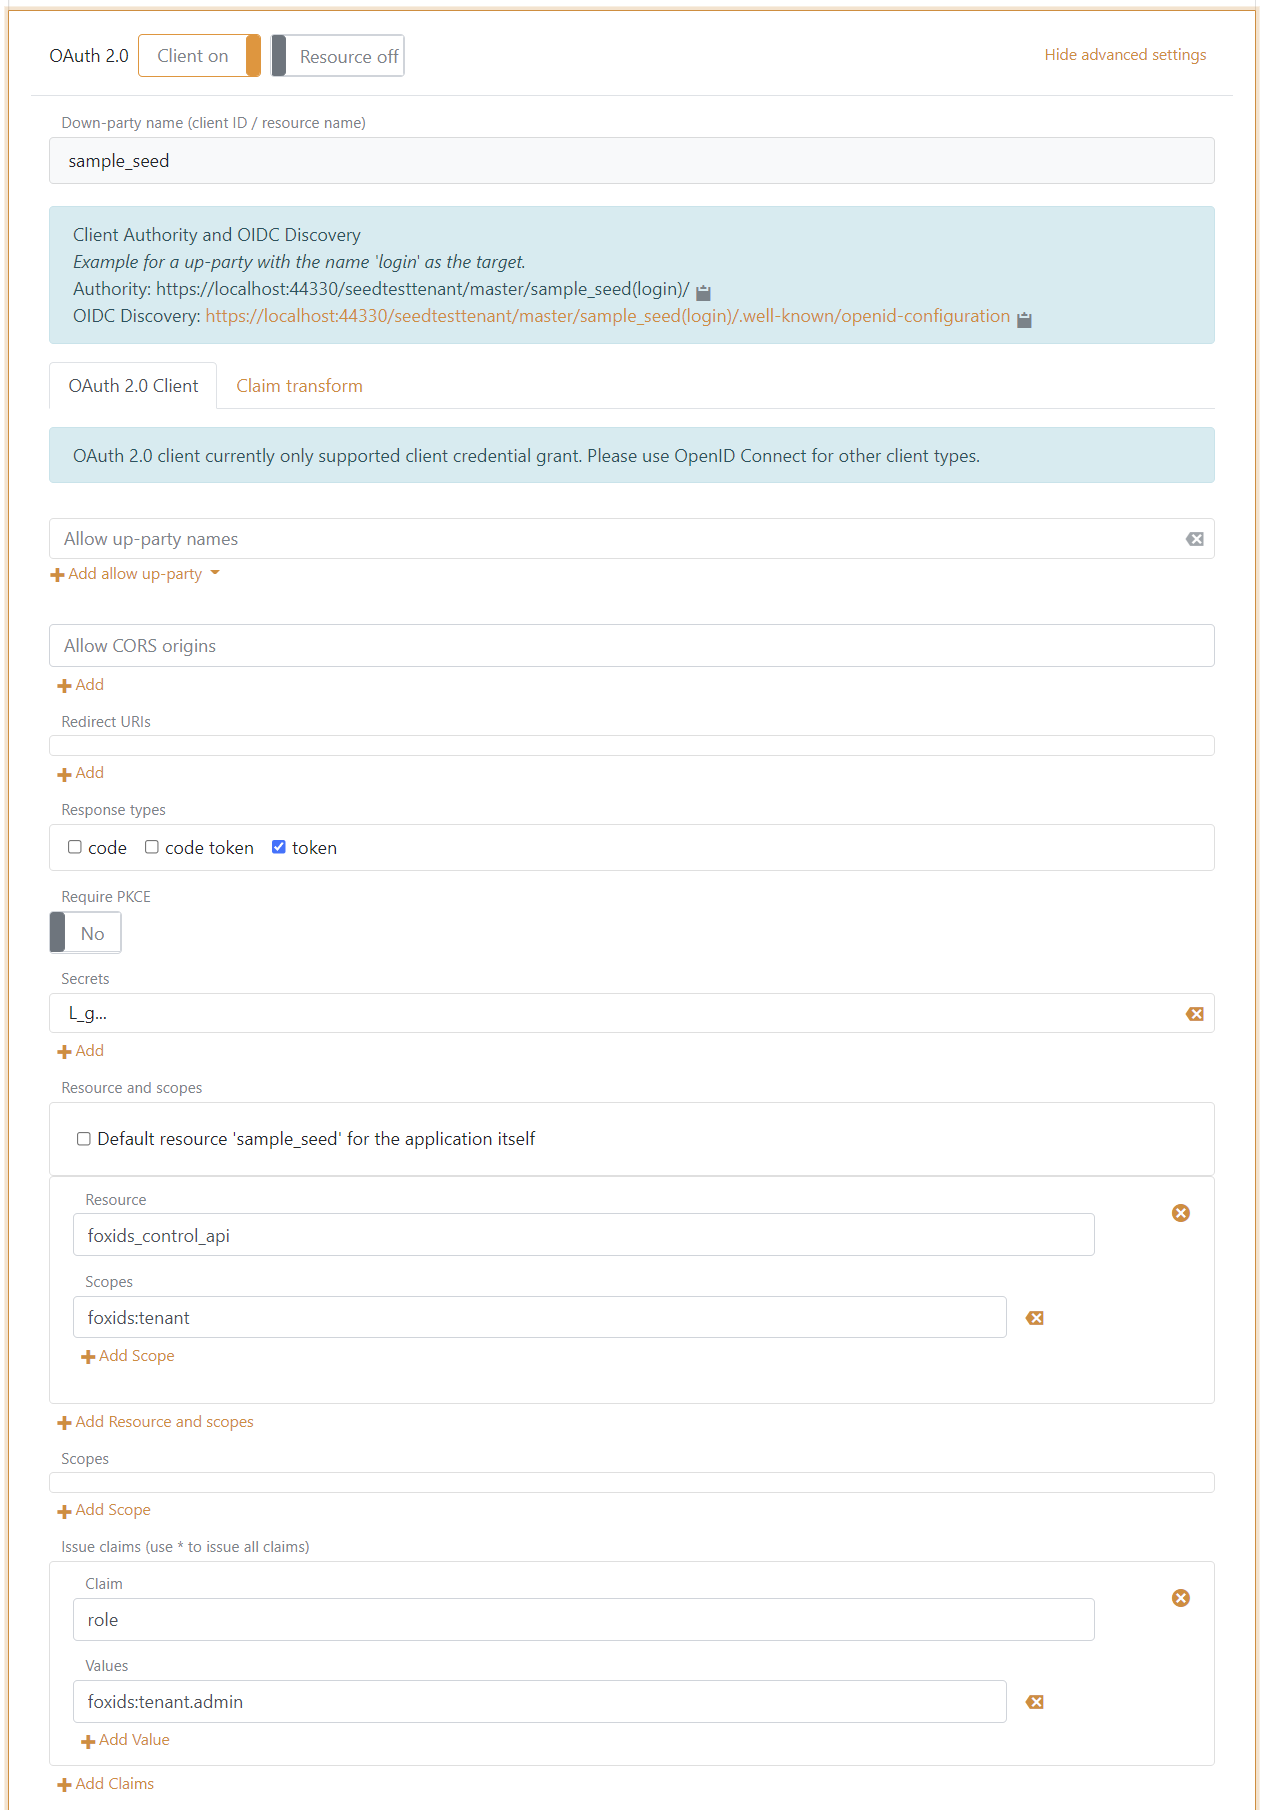 OAuth 2.0 Client on Resource off Hide advanced settings
Down-party name (client ID / resource name)
sample_seed
Client Authority and OIDC Discovery
Example for a up-party with the name 'login' as the target.
Authority: https://localhost:44330/seedtesttenant/master/sample_seed(login)/
OIDC Discovery: https://localhost:44330/seedtesttenant/master/sample_seed(login)/.well-known/openid-configuration
OAuth 2.0 Client Claim transform
OAuth 2.0 client currently only supported client credential grant. Please use OpenID Connect for other client types.
Allow up-party names
Add allow up-party
Allow CORS origins
Add
Redirect URIs
Add
Response types
code code token token
Require PKCE
No
Secrets
L_g...
Add
Resource and scopes
Default resource 'sample_seed' for the application itself
Resource
foxids_control_api
Scopes
foxids:tenant
Add Scope
Add Resource and scopes
Scopes
Add Scope
Issue claims (use * to issue all claims)
Claim
role
Values
foxids:tenant.admin
Add Value
Add Claims